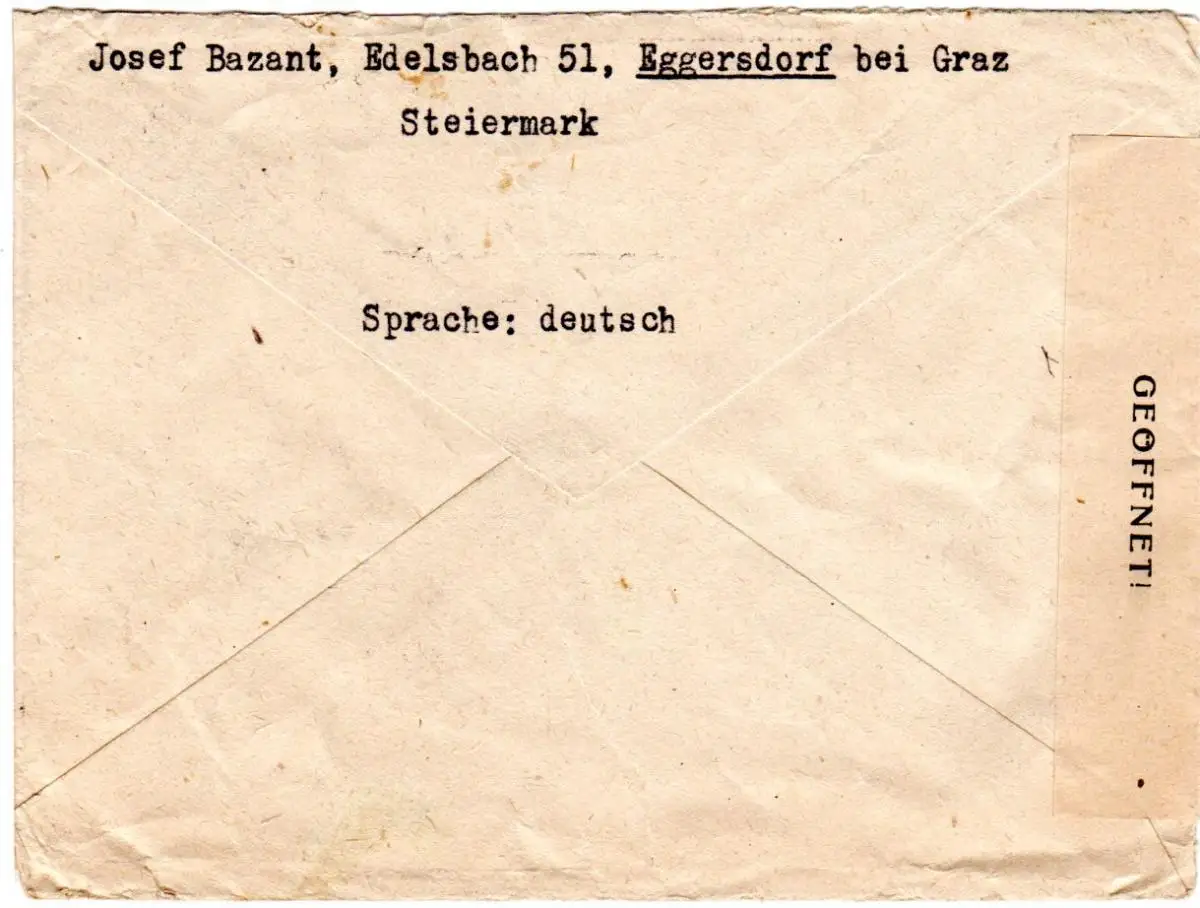 Josef Bazant, Edelsbach 51, Eggersdorf bei Graz
Steiermark
Sprache: deutsch
GEÖFFNET!